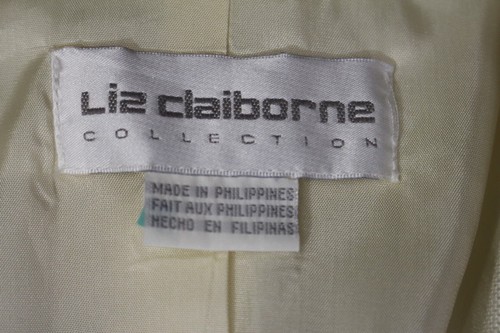 Liz claiborne
COLLECTION
MADE IN PHILIPPINES
FAIT AUX PHILIPPINES
HECHO EN FILIPINAS